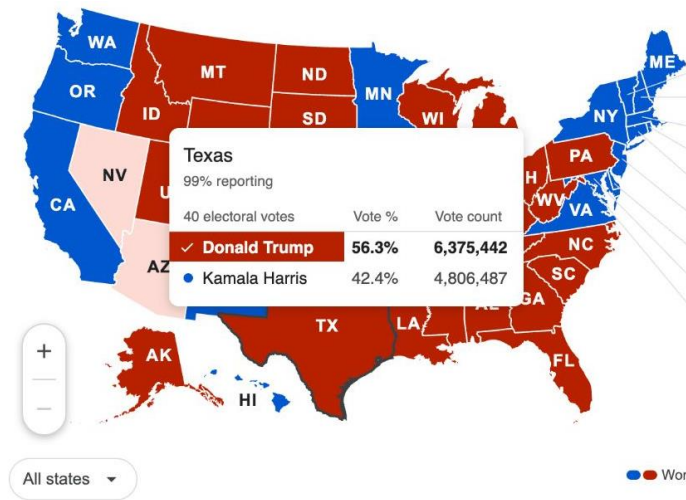 WA
ME
MT
ND
OR
MN
ID
SD
WI
NY
Texas
99% reporting
PA
NV
U
H
WV
VA
CA
40 electoral votes Vote % Vote count
Donald Trump 56.3% 6,375,442
NC
AZ
Kamala Harris 42.4% 4,806,487
SC
GA
TX
LA
AL
AK
FL
HI
+
−
All states
Won